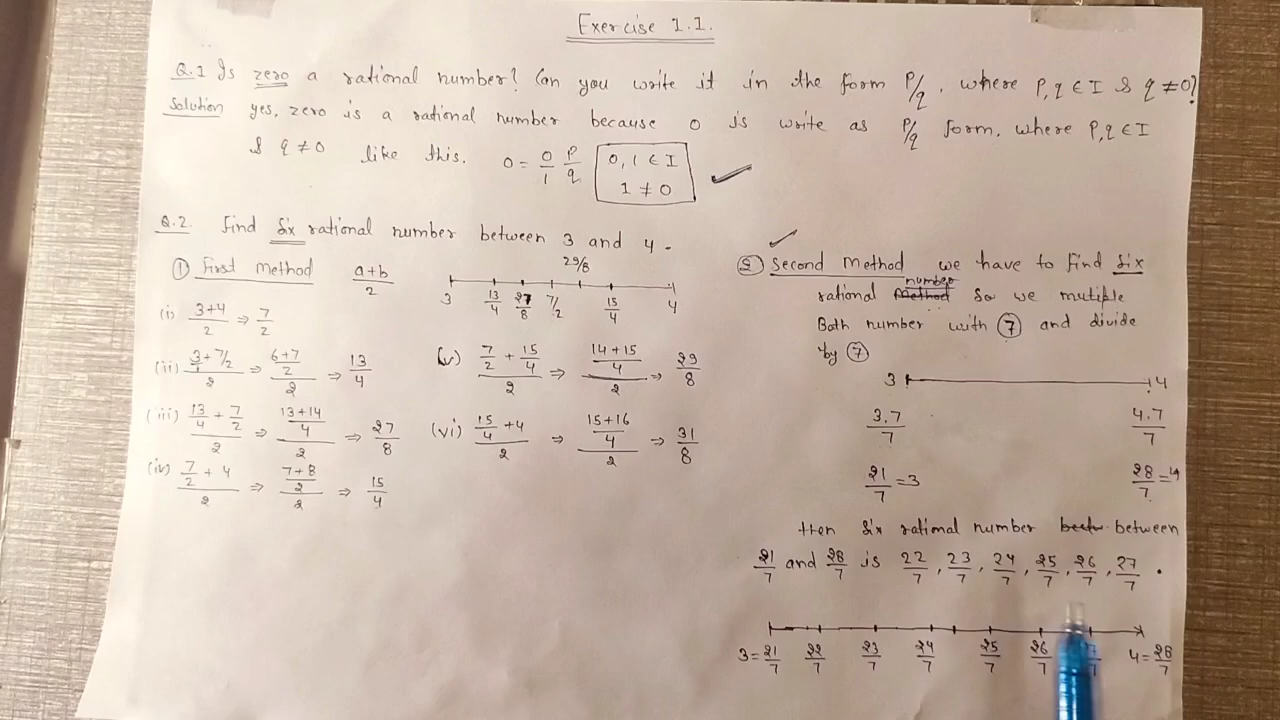 Exercise 1.1.
Q.1 Is zero a rational number? Can you write it in the form P/q, where P,q ∈ I & q ≠ 0?
Solution yes, zero is a rational number because 0 is write as P/q form, where P,q ∈ I
& q ≠ 0 like this. 0 = 0/1 P/q 0, 1 ∈ I
1 ≠ 0
Q.2. Find Six rational number between 3 and 4.
① First Method a+b/2
3 13/4 27/8 7/2 29/8 15/4 4
(i) 3+4/2 ⇒ 7/2
(ii) 3/1+7/2/2 ⇒ 6+7/2/2 ⇒ 13/4
(iii) 13/4 + 7/2/2 ⇒ 13+14/4/2 ⇒ 27/8
(iv) 7/2 + 4/2 ⇒ 7+8/2/2 ⇒ 15/4
(v) 7/2 + 15/4/2 ⇒ 14+15/4/2 ⇒ 29/8
(vi) 15/4 + 4/2 ⇒ 15+16/4/2 ⇒ 31/8
② Second Method we have to find six
rational number so we mutiple
Both number with ⑦ and divide
by ⑦
3 4
3.7/7 4.7/7
21/7 = 3 28/7 = 4
then six rational number between
21/7 and 28/7 is 22/7, 23/7, 24/7, 25/7, 26/7, 27/7.
3 = 21/7 22/7 23/7 24/7 25/7 26/7 4 = 28/7